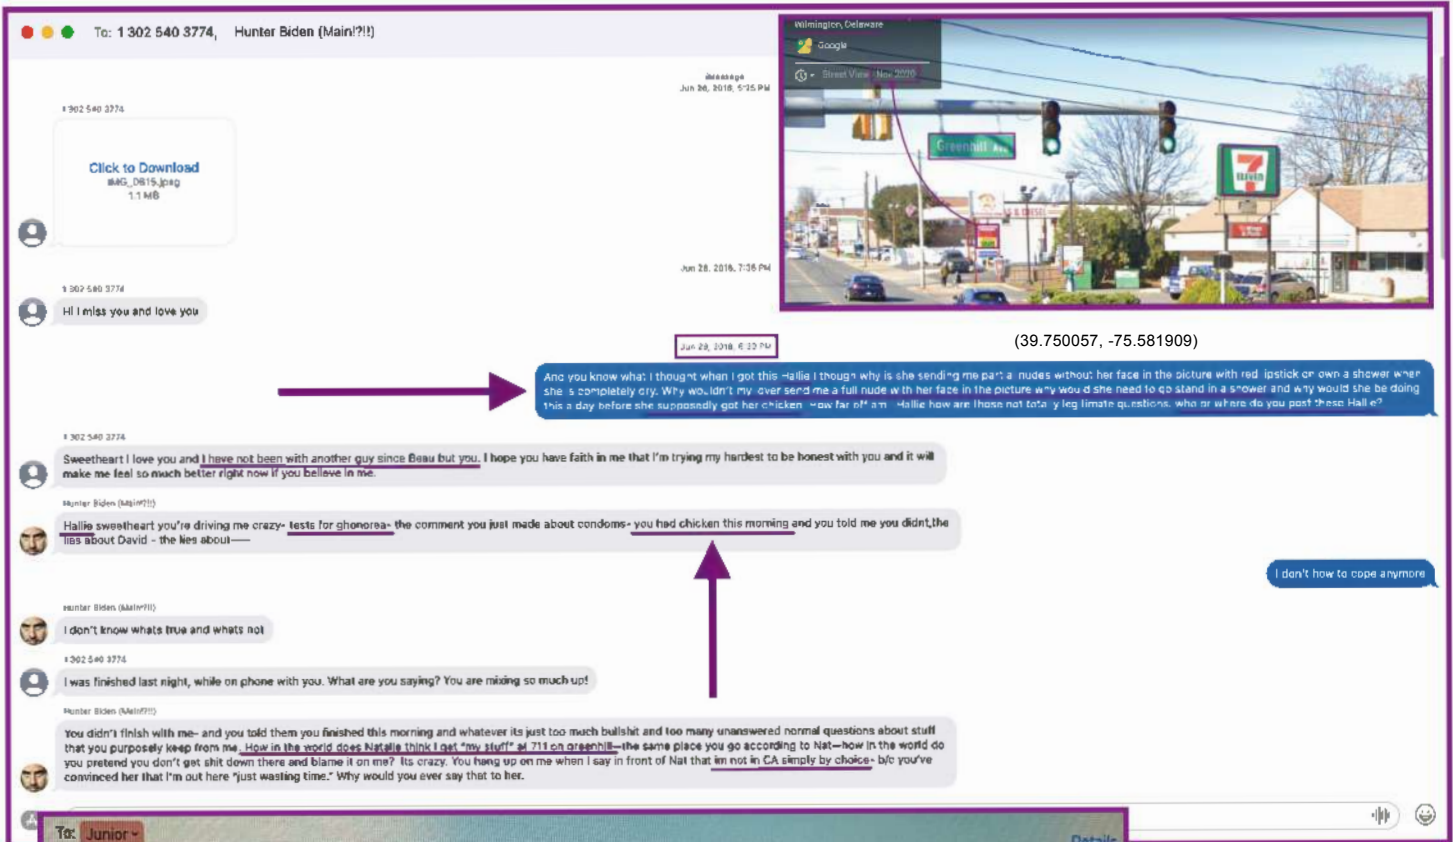 To: 1 302 540 3774, Hunter Biden (Main!?!!)
iMessage
Jun 26, 2018, 5:25 PM
1 302 540 3774
Click to Download
IMG_0815.jpeg
1.1 MB
Jun 28, 2018, 7:36 PM
1 302 540 3774
Hi I miss you and love you
Wilmington, Delaware
Google
Street View Nov 2020
Greenhill Av
7
ELEVEN
(39.750057, -75.581909)
Jun 29, 2018, 6:32 PM
And you know what I thought when I got this Hallie I though why is she sending me partial nudes without her face in the picture with red lipstick on own a shower when
she is completely dry. Why wouldn't my lover send me a full nude with her face in the picture why would she need to go stand in a shower and why would she be doing
this a day before she supposedly got her chicken. How far off am I Hallie how are those not totally legitimate questions. who or where do you post these Hallie?
1 302 540 3774
Sweetheart I love you and I have not been with another guy since Beau but you. I hope you have faith in me that I'm trying my hardest to be honest with you and it will
make me feel so much better right now if you believe in me.
Hunter Biden (Main!?!!)
Hallie sweetheart you're driving me crazy- tests for ghonorea- the comment you just made about condoms- you had chicken this morning and you told me you didnt,the
lies about David - the lies about——
I don't how to cope anymore
Hunter Biden (Main!?!!)
I don't know whats true and whats not
1 302 540 3774
I was finished last night, while on phone with you. What are you saying? You are mixing so much up!
Hunter Biden (Main!?!!)
You didn't finish with me- and you told them you finished this morning and whatever its just too much bullshit and too many unanswered normal questions about stuff
that you purposely keep from me. How in the world does Natalie think I get "my stuff" at 711 on greenhill—the same place you go according to Nat—how in the world do
you pretend you don't get shit down there and blame it on me? Its crazy. You hang up on me when I say in front of Nat that im not in CA simply by choice- b/c you've
convinced her that I'm out here "just wasting time." Why would you ever say that to her.
To: Junior
Details